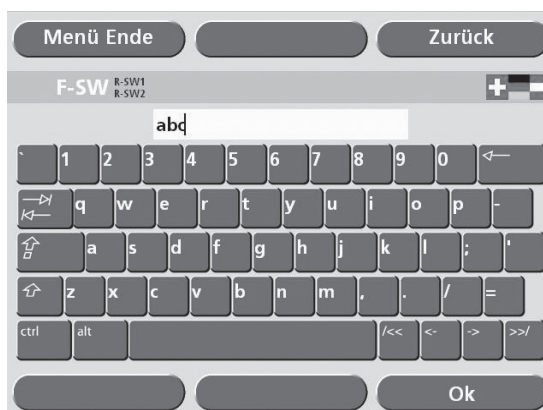 Menü Ende Zurück
F-SW R-SW1
R-SW2
abc
` 1 2 3 4 5 6 7 8 9 0
q w e r t y u i o p -
a s d f g h j k l ; '
z x c v b n m , . / =
ctrl alt /<< <- -> >>/
Ok